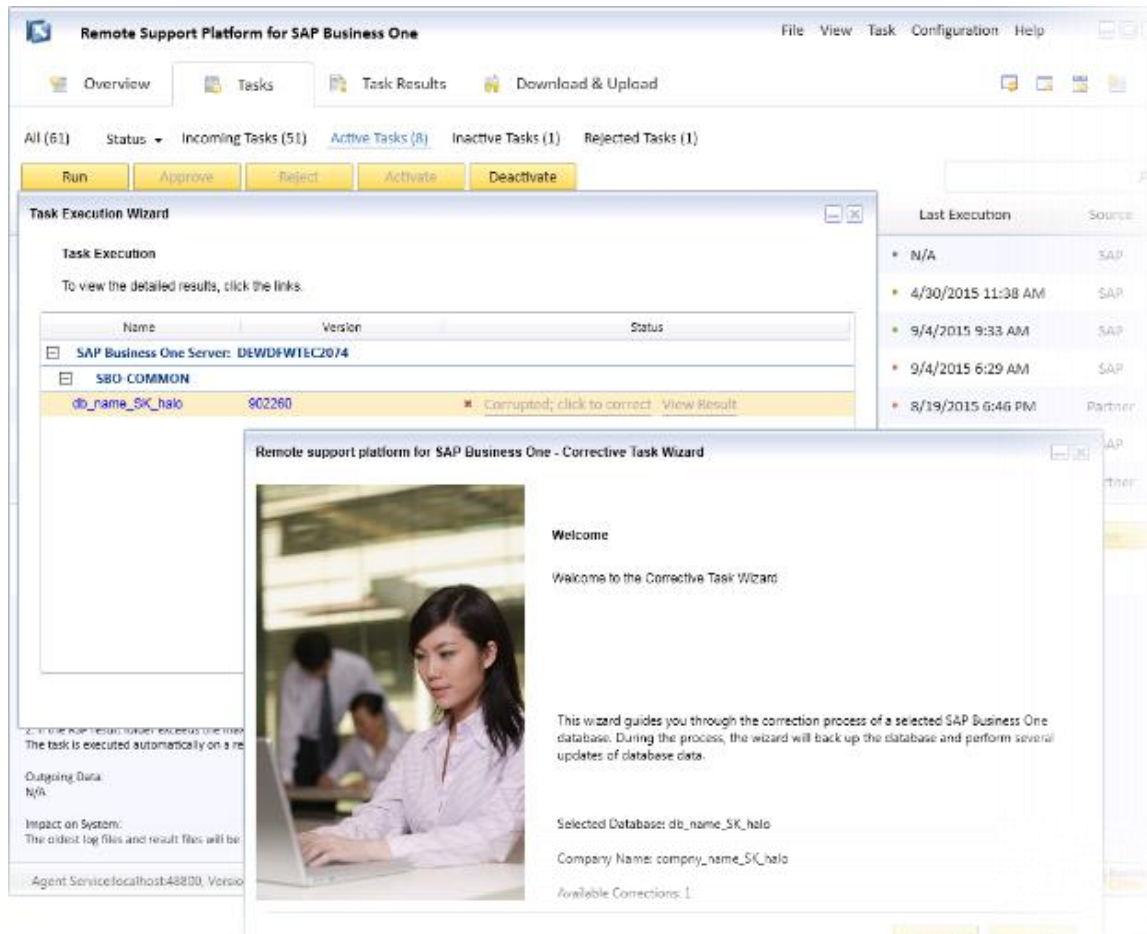 Remote Support Platform for SAP Business One
File View Task Configuration Help
Overview Tasks Task Results Download & Upload
All (61) Status Incoming Tasks (51) Active Tasks (8) Inactive Tasks (1) Rejected Tasks (1)
Run Approve Reject Activate Deactivate
Task Execution Wizard
Last Execution Source
Task Execution
N/A SAP
To view the detailed results, click the links.
4/30/2015 11:38 AM SAP
Name Version Status
9/4/2015 9:33 AM SAP
SAP Business One Server: DEWDFWTEC2074
9/4/2015 6:29 AM SAP
SBO-COMMON
db_name_SK_halo 902260 Corrupted; click to correct View Result
8/19/2015 6:46 PM Partner
Remote support platform for SAP Business One - Corrective Task Wizard
Welcome
Welcome to the Corrective Task Wizard
This wizard guides you through the correction process of a selected SAP Business One
database. During the process, the wizard will back up the database and perform several
updates of database data.
Selected Database: db_name_SK_halo
Company Name: compny_name_SK_halo
Available Corrections: 1
The task is executed automatically on a re
Outgoing Data:
N/A
Impact on System:
The oldest log files and result files will be
Agent Service:localhost:48800, Versio